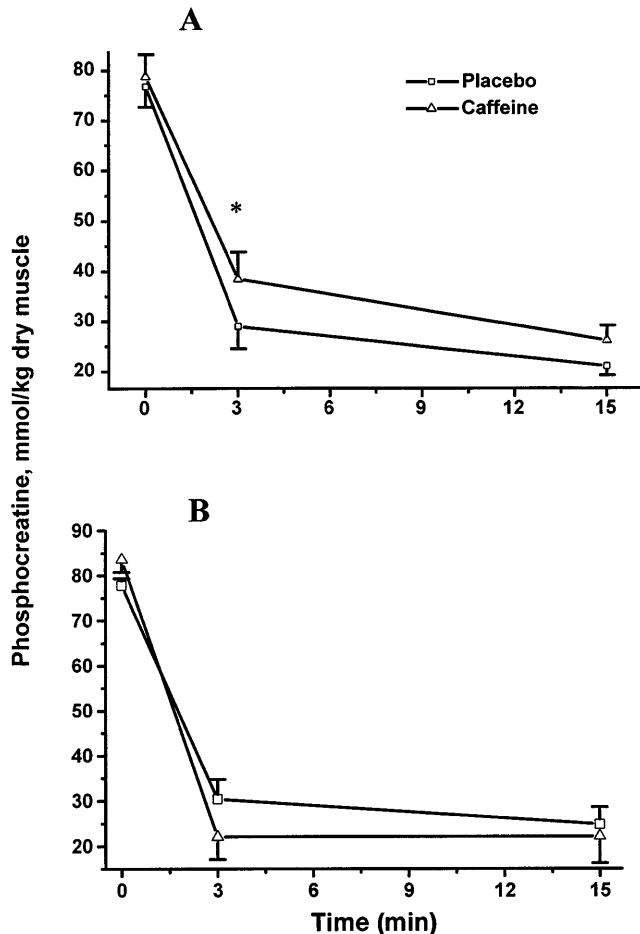 A
Placebo
Caffeine
80
70
60
50
40
30
20
*
0 3 6 9 12 15
Phosphocreatine, mmol/kg dry muscle
B
90
80
70
60
50
40
30
20
0 3 6 9 12 15
Time (min)